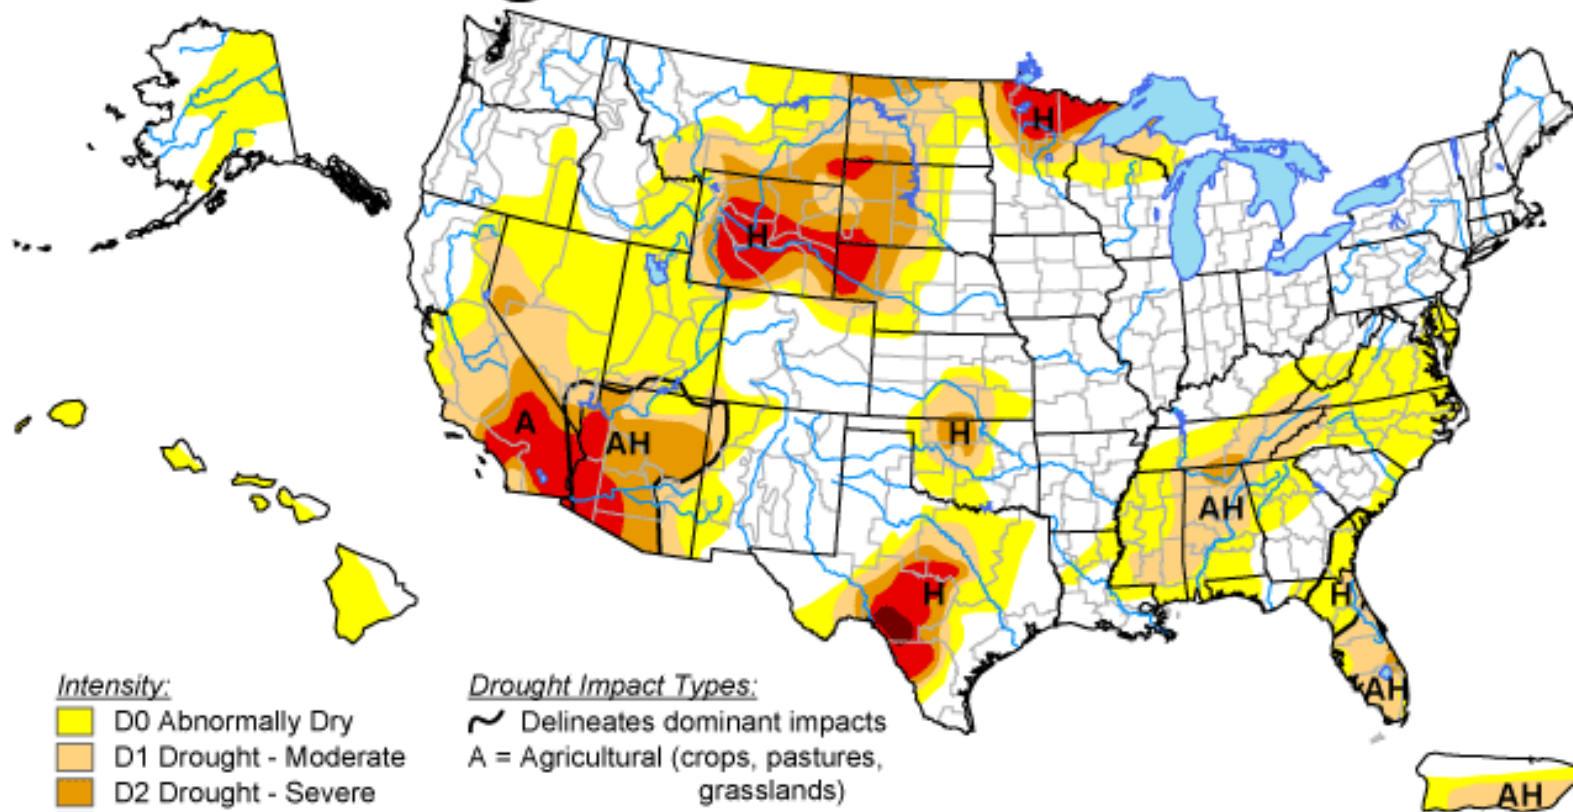 H
H
A
AH
H
AH
H
H
AH
AH
Intensity:
D0 Abnormally Dry
D1 Drought - Moderate
D2 Drought - Severe
Drought Impact Types:
Delineates dominant impacts
A = Agricultural (crops, pastures,
grasslands)